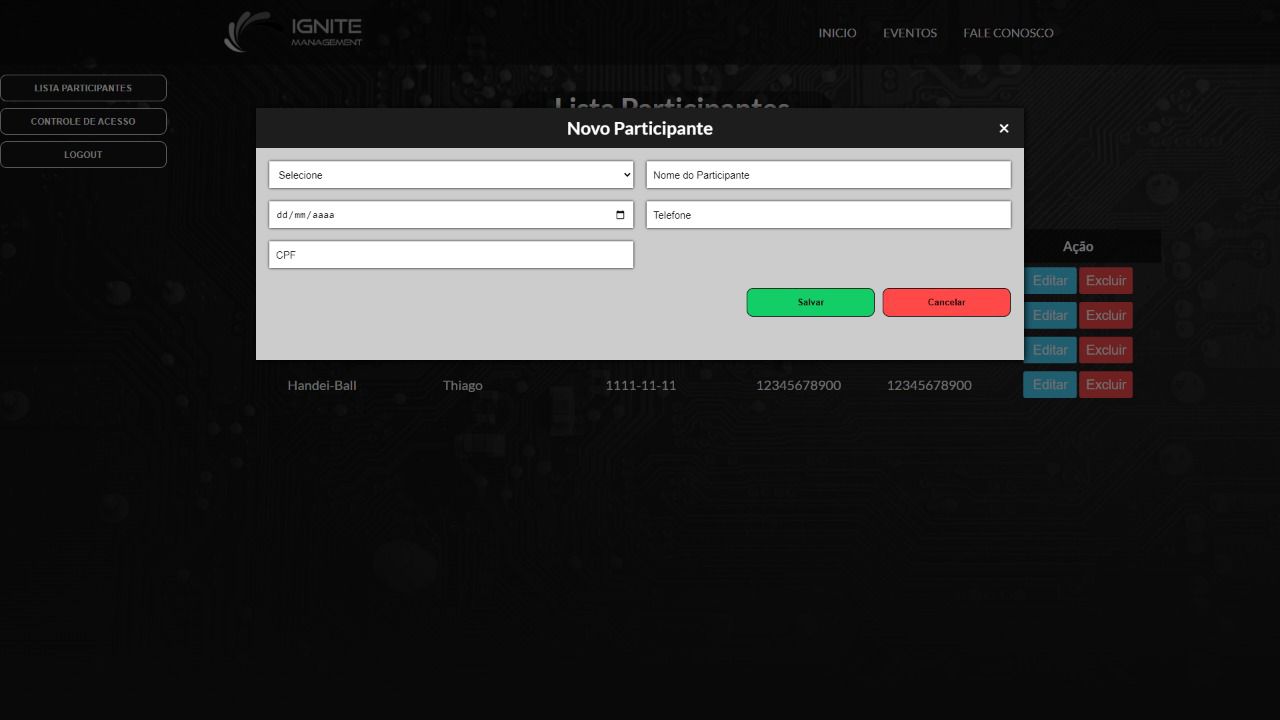 IGNITE
MANAGEMENT
INICIO EVENTOS FALE CONOSCO
LISTA PARTICIPANTES
CONTROLE DE ACESSO
LOGOUT
Lista Participantes
Novo Participante ×
Selecione
Nome do Participante
dd/mm/aaaa
Telefone
CPF
Salvar Cancelar
Ação
Editar Excluir
Editar Excluir
Editar Excluir
Handei-Ball Thiago 1111-11-11 12345678900 12345678900 Editar Excluir